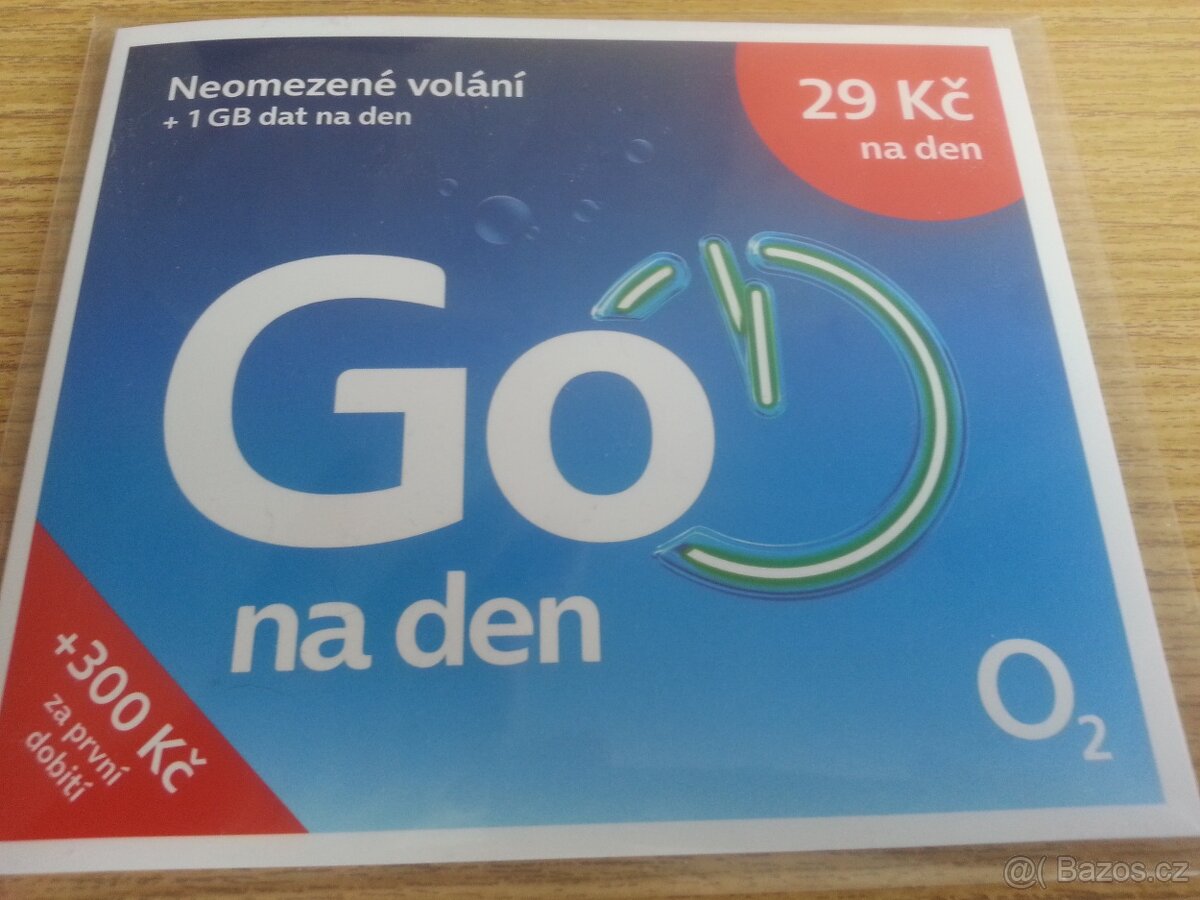 Neomezené volání
+ 1 GB dat na den
29 Kč
na den
Go
na den
+300 Kč
za první
dobití
O2
@( Bazos.cz